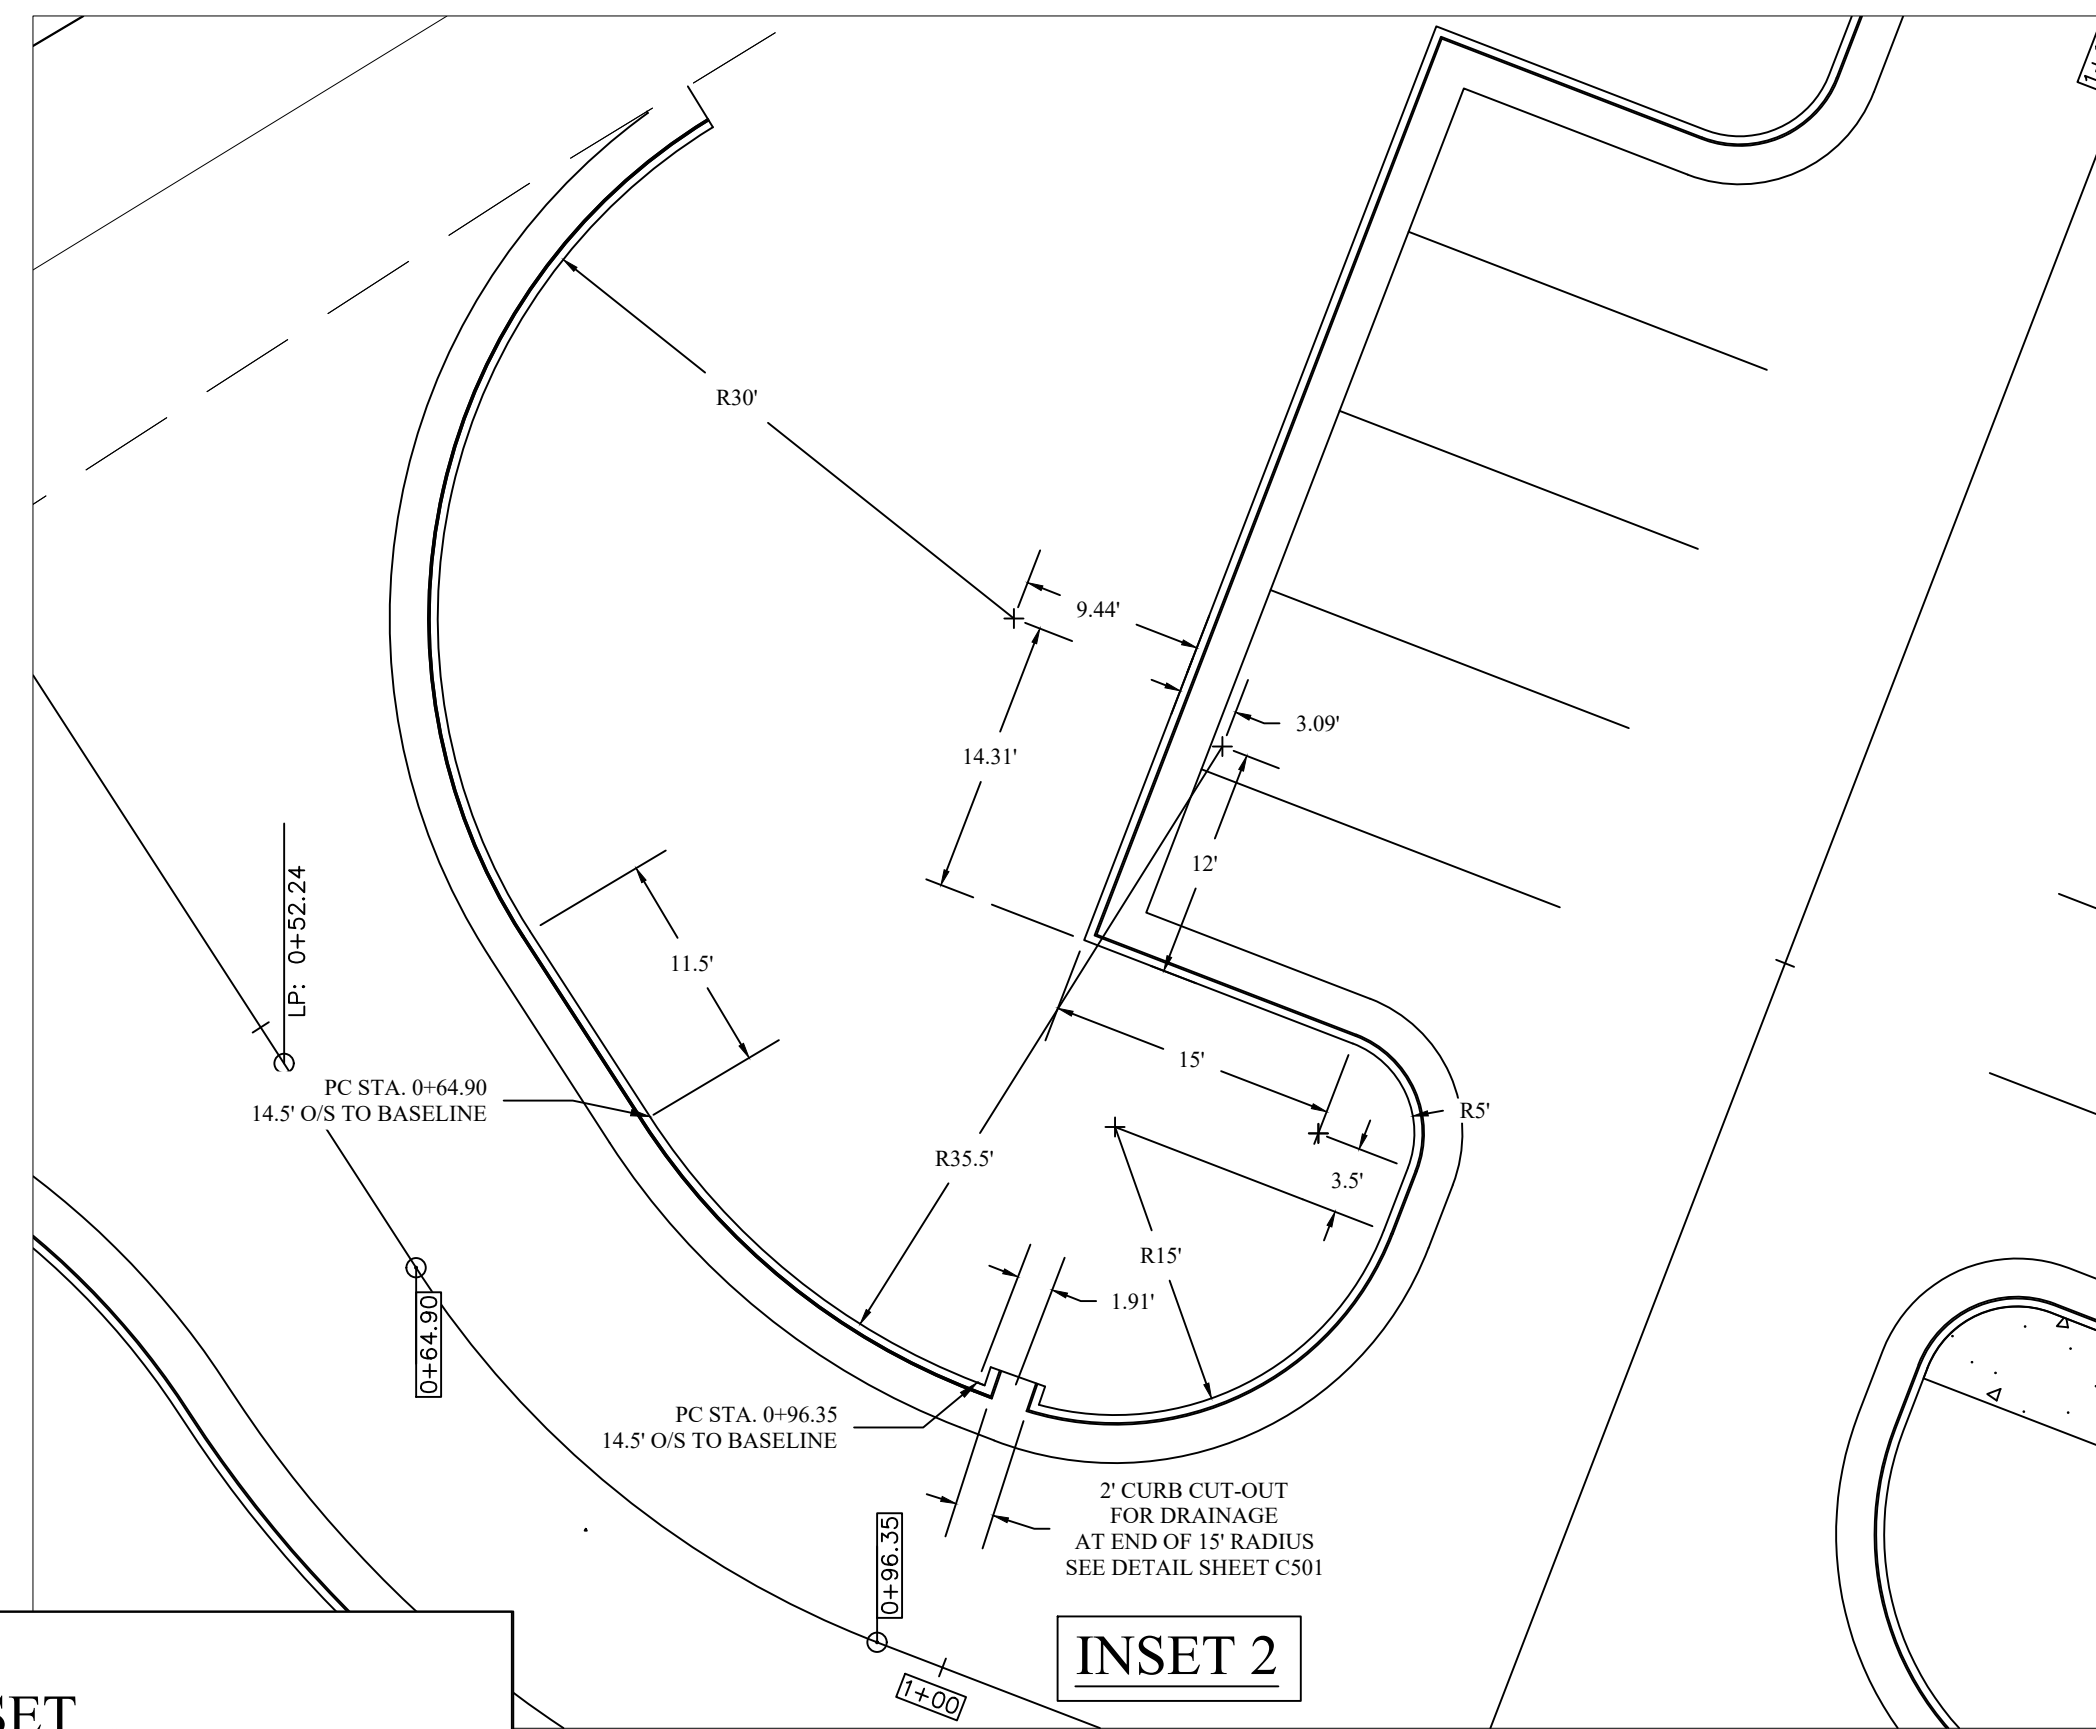 R30'
9.44'
3.09'
14.31'
12'
LP: 0+52.24
11.5'
15'
PC STA. 0+64.90
14.5' O/S TO BASELINE
R5'
R35.5'
3.5'
R15'
0+64.90
1.91'
PC STA. 0+96.35
14.5' O/S TO BASELINE
2' CURB CUT-OUT
FOR DRAINAGE
AT END OF 15' RADIUS
SEE DETAIL SHEET C501
0+96.35
1+00
INSET 2